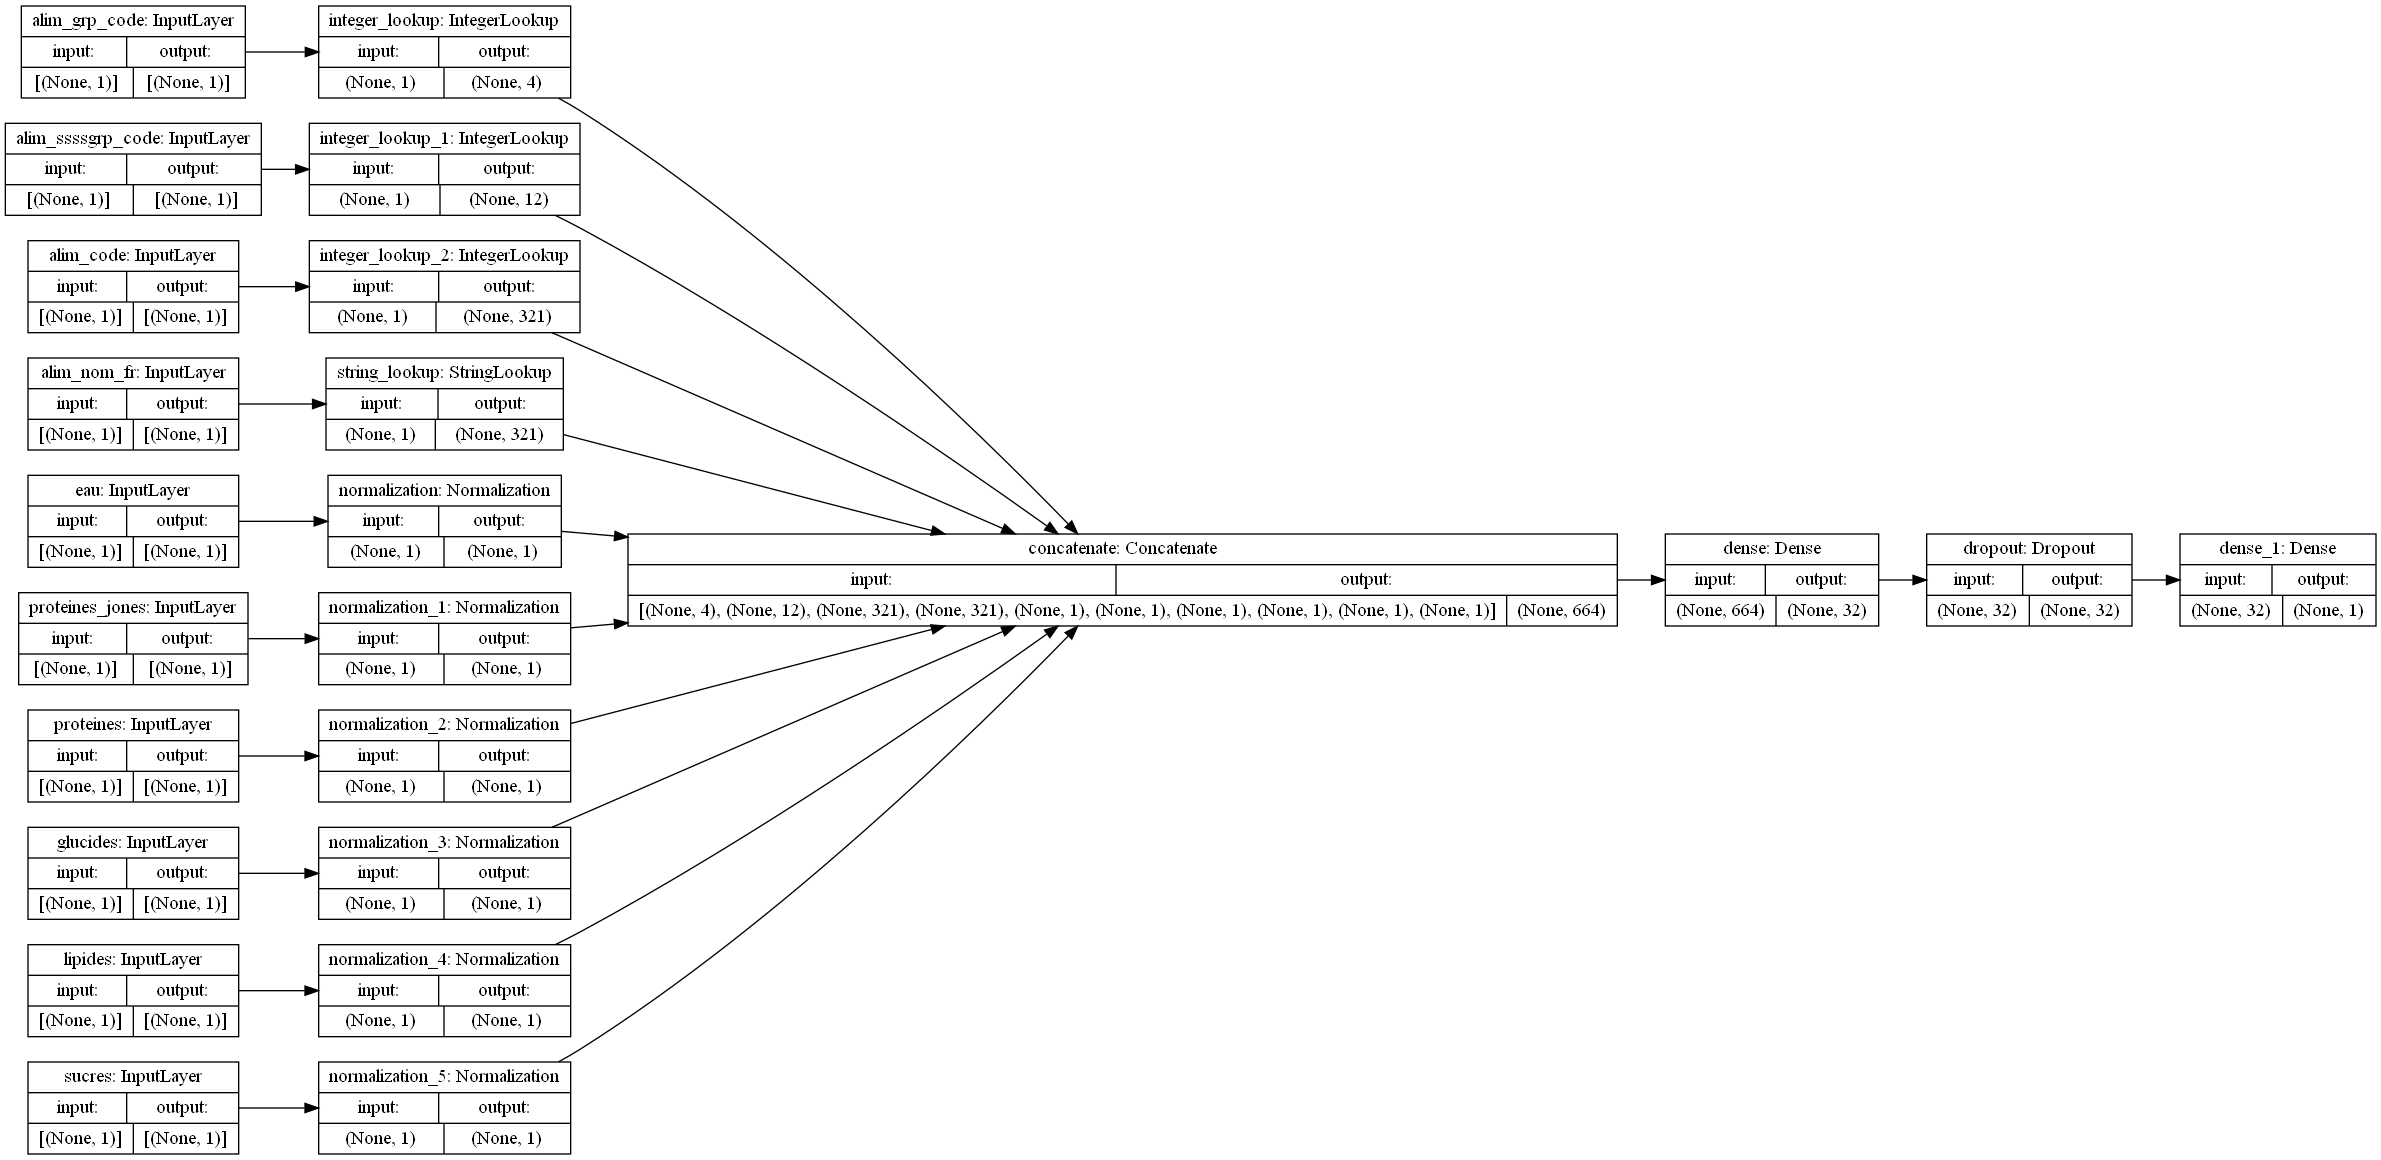 alim_grp_code: InputLayer
input: output:
[(None, 1)] [(None, 1)]
integer_lookup: IntegerLookup
input: output:
(None, 1) (None, 4)
alim_ssssgrp_code: InputLayer
input: output:
[(None, 1)] [(None, 1)]
integer_lookup_1: IntegerLookup
input: output:
(None, 1) (None, 12)
alim_code: InputLayer
input: output:
[(None, 1)] [(None, 1)]
integer_lookup_2: IntegerLookup
input: output:
(None, 1) (None, 321)
alim_nom_fr: InputLayer
input: output:
[(None, 1)] [(None, 1)]
string_lookup: StringLookup
input: output:
(None, 1) (None, 321)
eau: InputLayer
input: output:
[(None, 1)] [(None, 1)]
normalization: Normalization
input: output:
(None, 1) (None, 1)
proteines_jones: InputLayer
input: output:
[(None, 1)] [(None, 1)]
normalization_1: Normalization
input: output:
(None, 1) (None, 1)
proteines: InputLayer
input: output:
[(None, 1)] [(None, 1)]
normalization_2: Normalization
input: output:
(None, 1) (None, 1)
glucides: InputLayer
input: output:
[(None, 1)] [(None, 1)]
normalization_3: Normalization
input: output:
(None, 1) (None, 1)
lipides: InputLayer
input: output:
[(None, 1)] [(None, 1)]
normalization_4: Normalization
input: output:
(None, 1) (None, 1)
sucres: InputLayer
input: output:
[(None, 1)] [(None, 1)]
normalization_5: Normalization
input: output:
(None, 1) (None, 1)
concatenate: Concatenate
input: output:
[(None, 4), (None, 12), (None, 321), (None, 321), (None, 1), (None, 1), (None, 1), (None, 1), (None, 1), (None, 1)] (None, 664)
dense: Dense
input: output:
(None, 664) (None, 32)
dropout: Dropout
input: output:
(None, 32) (None, 32)
dense_1: Dense
input: output:
(None, 32) (None, 1)